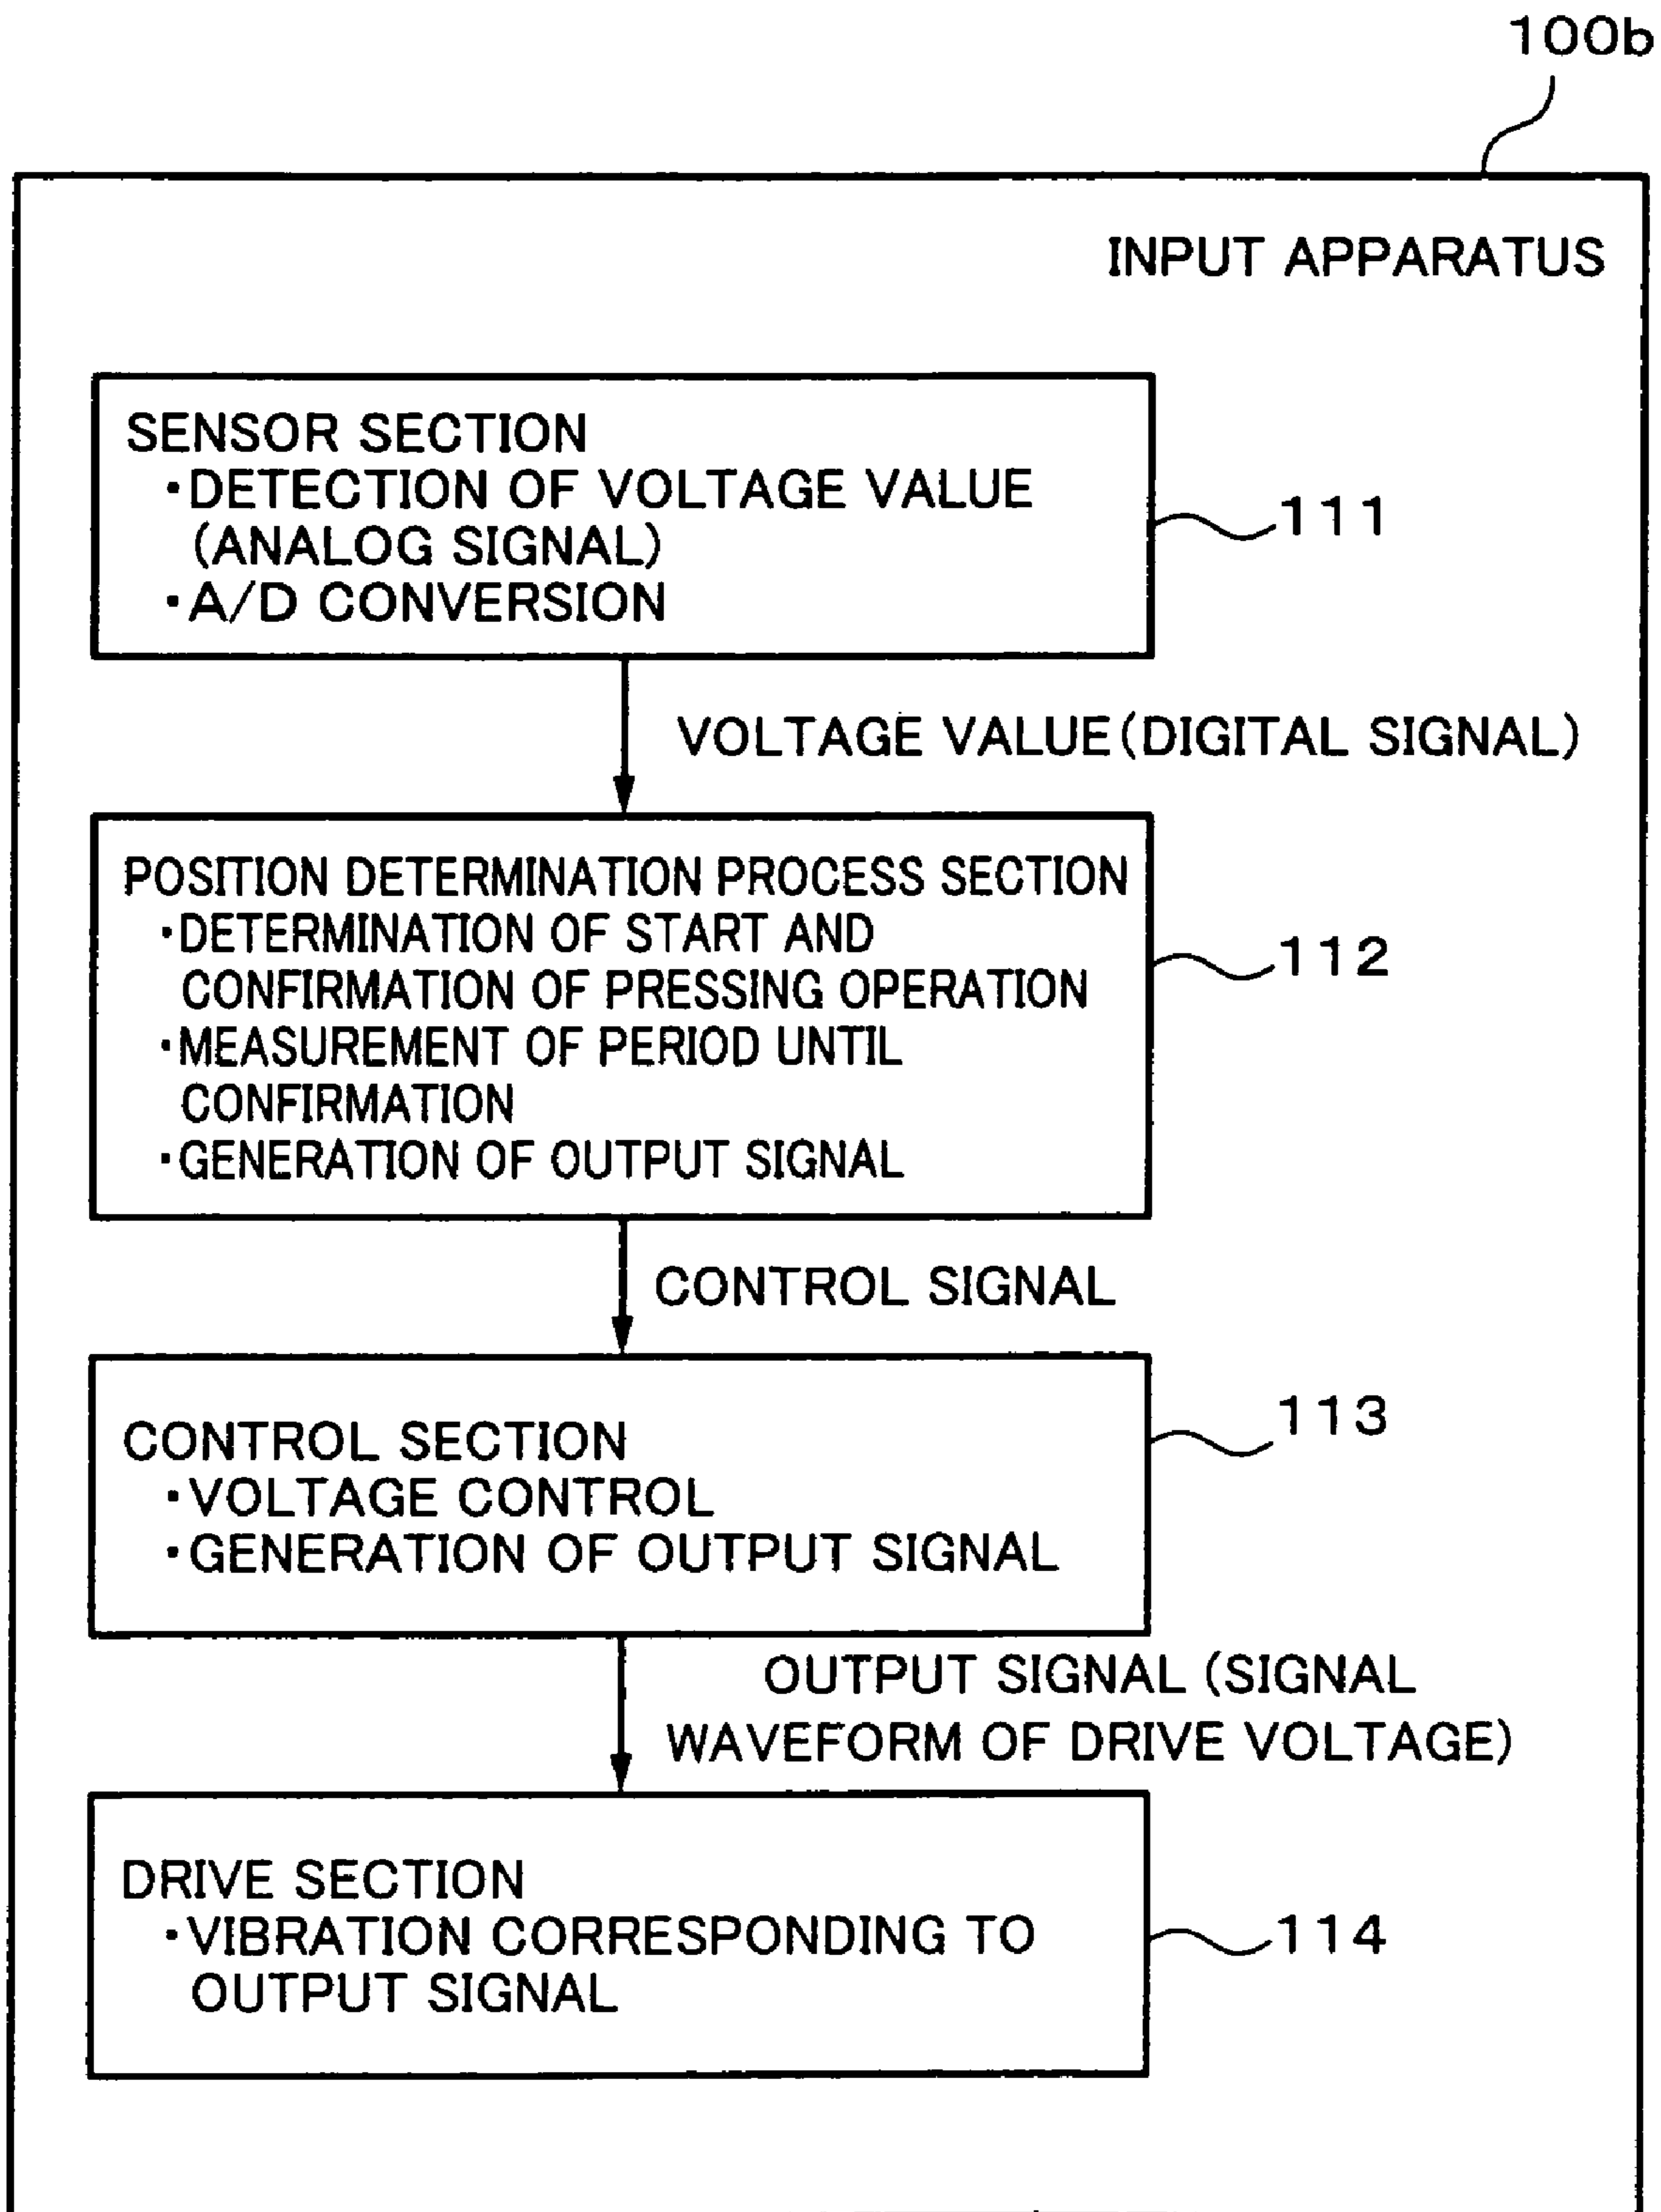 100b
INPUT APPARATUS
SENSOR SECTION
・DETECTION OF VOLTAGE VALUE
(ANALOG SIGNAL)
・A/D CONVERSION
111
VOLTAGE VALUE(DIGITAL SIGNAL)
POSITION DETERMINATION PROCESS SECTION
・DETERMINATION OF START AND
CONFIRMATION OF PRESSING OPERATION
・MEASUREMENT OF PERIOD UNTIL
CONFIRMATION
・GENERATION OF OUTPUT SIGNAL
112
CONTROL SIGNAL
CONTROL SECTION
・VOLTAGE CONTROL
・GENERATION OF OUTPUT SIGNAL
113
OUTPUT SIGNAL (SIGNAL
WAVEFORM OF DRIVE VOLTAGE)
DRIVE SECTION
・VIBRATION CORRESPONDING TO
OUTPUT SIGNAL
114